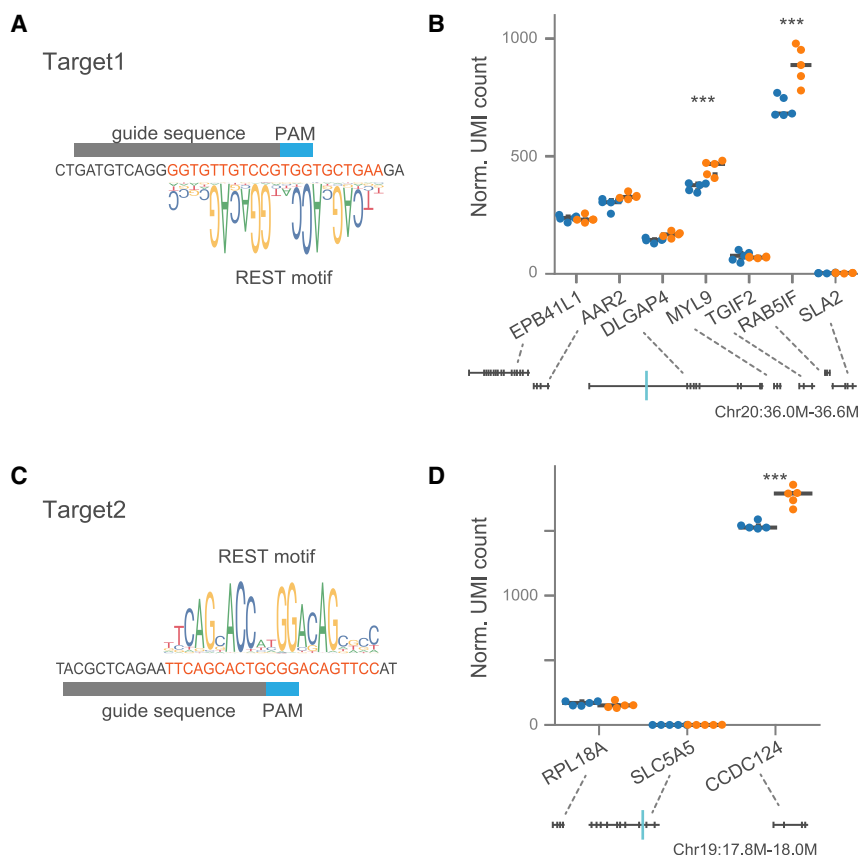 A
Target1
guide sequence PAM
CTGATGTCAGGGGTGTTGTCCGTGGTGCTGAAGA
REST motif
B
Norm. UMI count
1000
500
0
***
***
EPB41L1
AAR2
DLGAP4
MYL9
TGIF2
RAB5IF
SLA2
Chr20:36.0M-36.6M
C
Target2
REST motif
TACGCTCAGAATTCAGCACTGCGGACAGTTCCAT
guide sequence PAM
D
Norm. UMI count
1000
0
***
RPL18A
SLC5A5
CCDC124
Chr19:17.8M-18.0M